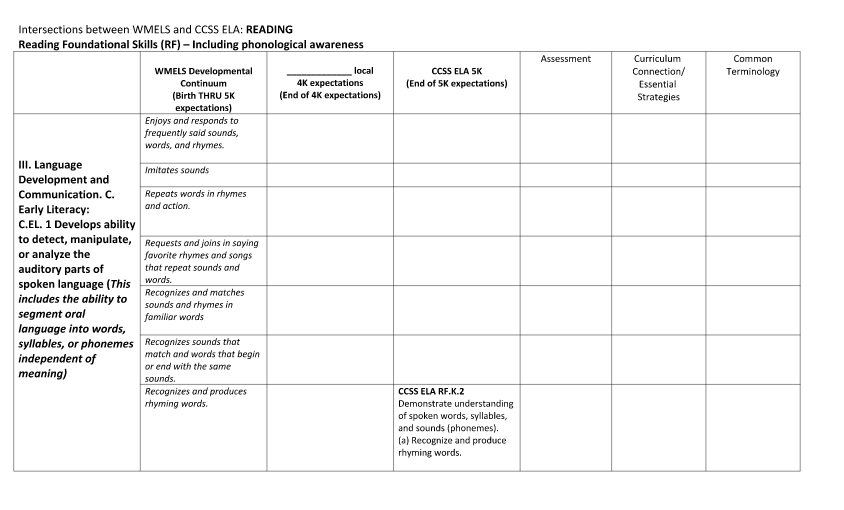 Intersections between WMELS and CCSS ELA: READING
Reading Foundational Skills (RF) – Including phonological awareness
WMELS Developmental
Continuum
(Birth THRU 5K
expectations)
_____________ local
4K expectations
(End of 4K expectations)
CCSS ELA 5K
(End of 5K expectations)
Assessment
Curriculum
Connection/
Essential
Strategies
Common
Terminology
III. Language
Development and
Communication. C.
Early Literacy:
C.EL. 1 Develops ability
to detect, manipulate,
or analyze the
auditory parts of
spoken language (This
includes the ability to
segment oral
language into words,
syllables, or phonemes
independent of
meaning)
Enjoys and responds to
frequently said sounds,
words, and rhymes.
Imitates sounds
Repeats words in rhymes
and action.
Requests and joins in saying
favorite rhymes and songs
that repeat sounds and
words.
Recognizes and matches
sounds and rhymes in
familiar words
Recognizes sounds that
match and words that begin
or end with the same
sounds.
Recognizes and produces
rhyming words.
CCSS ELA RF.K.2
Demonstrate understanding
of spoken words, syllables,
and sounds (phonemes).
(a) Recognize and produce
rhyming words.